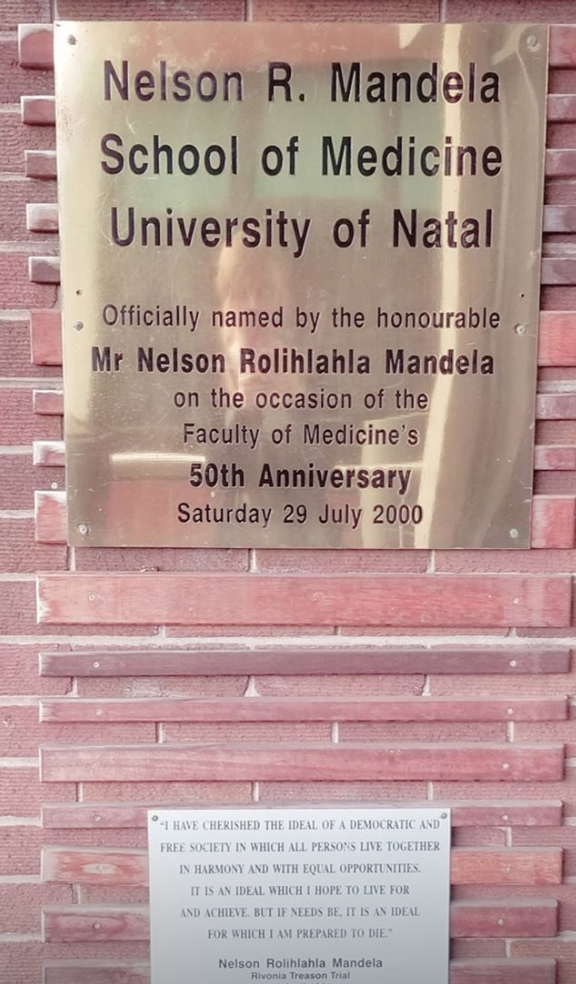 Nelson R. Mandela
School of Medicine
University of Natal
Officially named by the honourable
Mr Nelson Rolihlahla Mandela
on the occasion of the
Faculty of Medicine's
50th Anniversary
Saturday 29 July 2000
"I HAVE CHERISHED THE IDEAL OF A DEMOCRATIC AND
FREE SOCIETY IN WHICH ALL PERSONS LIVE TOGETHER
IN HARMONY AND WITH EQUAL OPPORTUNITIES.
IT IS AN IDEAL WHICH I HOPE TO LIVE FOR
AND ACHIEVE. BUT IF NEEDS BE, IT IS AN IDEAL
FOR WHICH I AM PREPARED TO DIE."
Nelson Rolihlahla Mandela
Rivonia Treason Trial